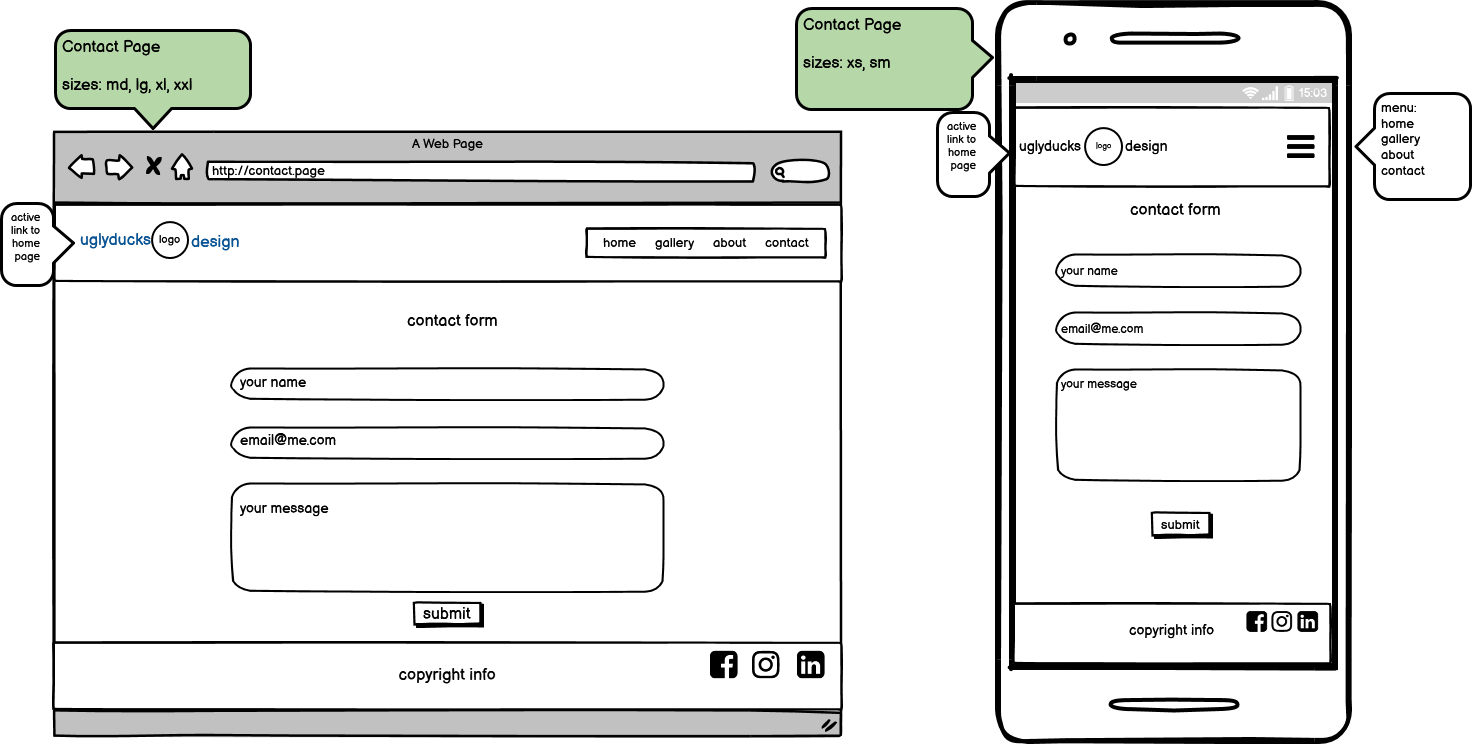 Contact Page
sizes: md, lg, xl, xxl
A Web Page
http://contact.page
active
link to
home
page
uglyducks logo design
home gallery about contact
contact form
your name
email@me.com
your message
submit
copyright info
Contact Page
sizes: xs, sm
15:03
active
link to
home
page
uglyducks logo design
menu:
home
gallery
about
contact
contact form
your name
email@me.com
your message
submit
copyright info